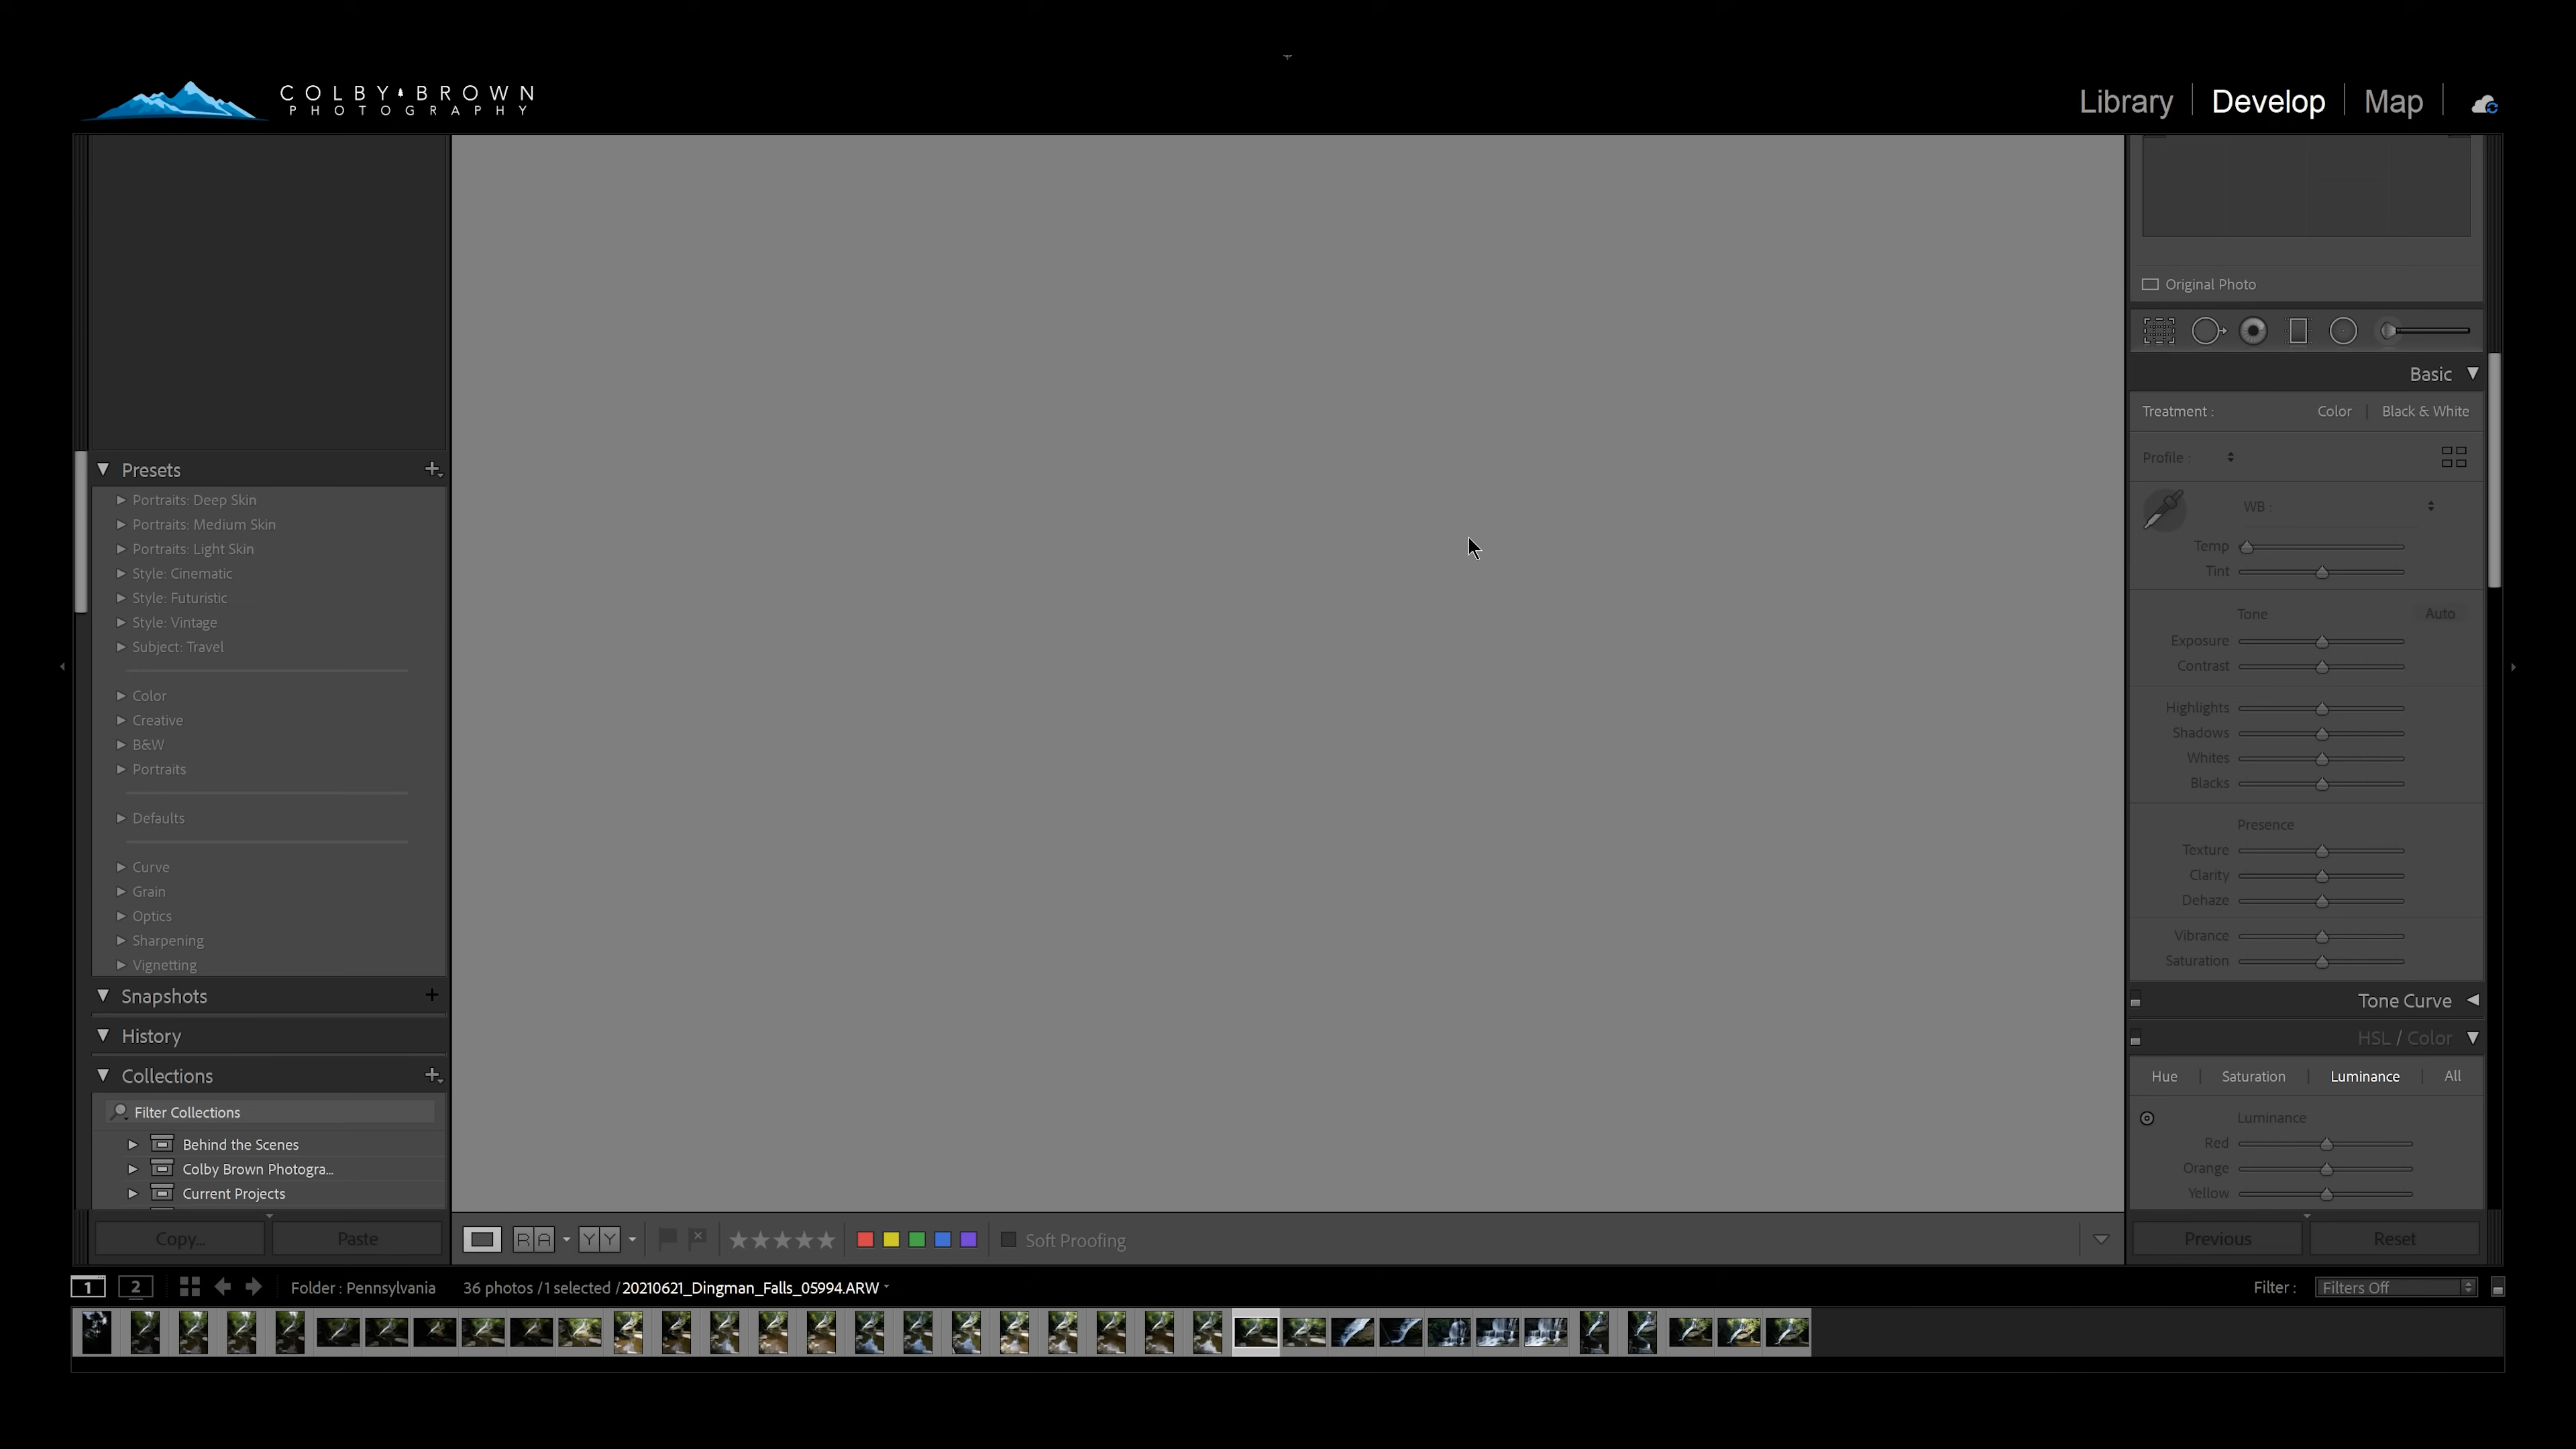 COLBY BROWN
PHOTOGRAPHY
Library | Develop | Map
Original Photo
Basic
Treatment : Color | Black & White
Profile :
WB :
Temp
Tint
Tone Auto
Exposure
Contrast
Highlights
Shadows
Whites
Blacks
Presence
Texture
Clarity
Dehaze
Vibrance
Saturation
Tone Curve
HSL / Color
Hue | Saturation | Luminance | All
Luminance
Red
Orange
Yellow
Previous Reset
Presets
Portraits: Deep Skin
Portraits: Medium Skin
Portraits: Light Skin
Style: Cinematic
Style: Futuristic
Style: Vintage
Subject: Travel
Color
Creative
B&W
Portraits
Defaults
Curve
Grain
Optics
Sharpening
Vignetting
Snapshots
History
Collections
Filter Collections
Behind the Scenes
Colby Brown Photogra...
Current Projects
Copy... Paste
R A Y Y Soft Proofing
1 2 Folder : Pennsylvania 36 photos / 1 selected / 20210621_Dingman_Falls_05994.ARW Filter : Filters Off